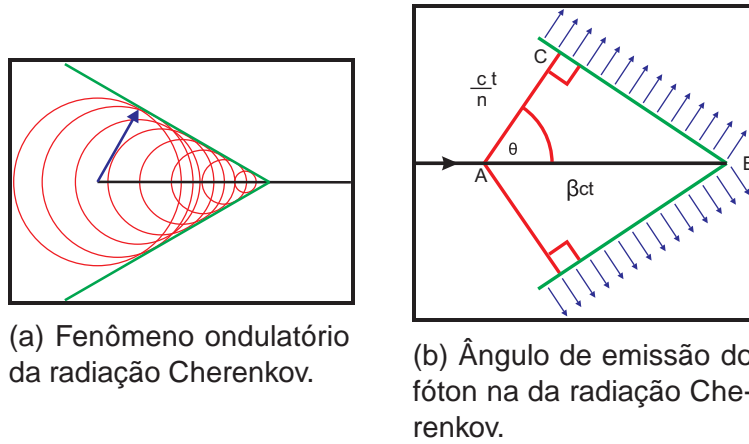 C
c t
n
θ
A
B
βct
(a) Fenômeno ondulatório
da radiação Cherenkov.
(b) Ângulo de emissão do
fóton na da radiação Che-
renkov.